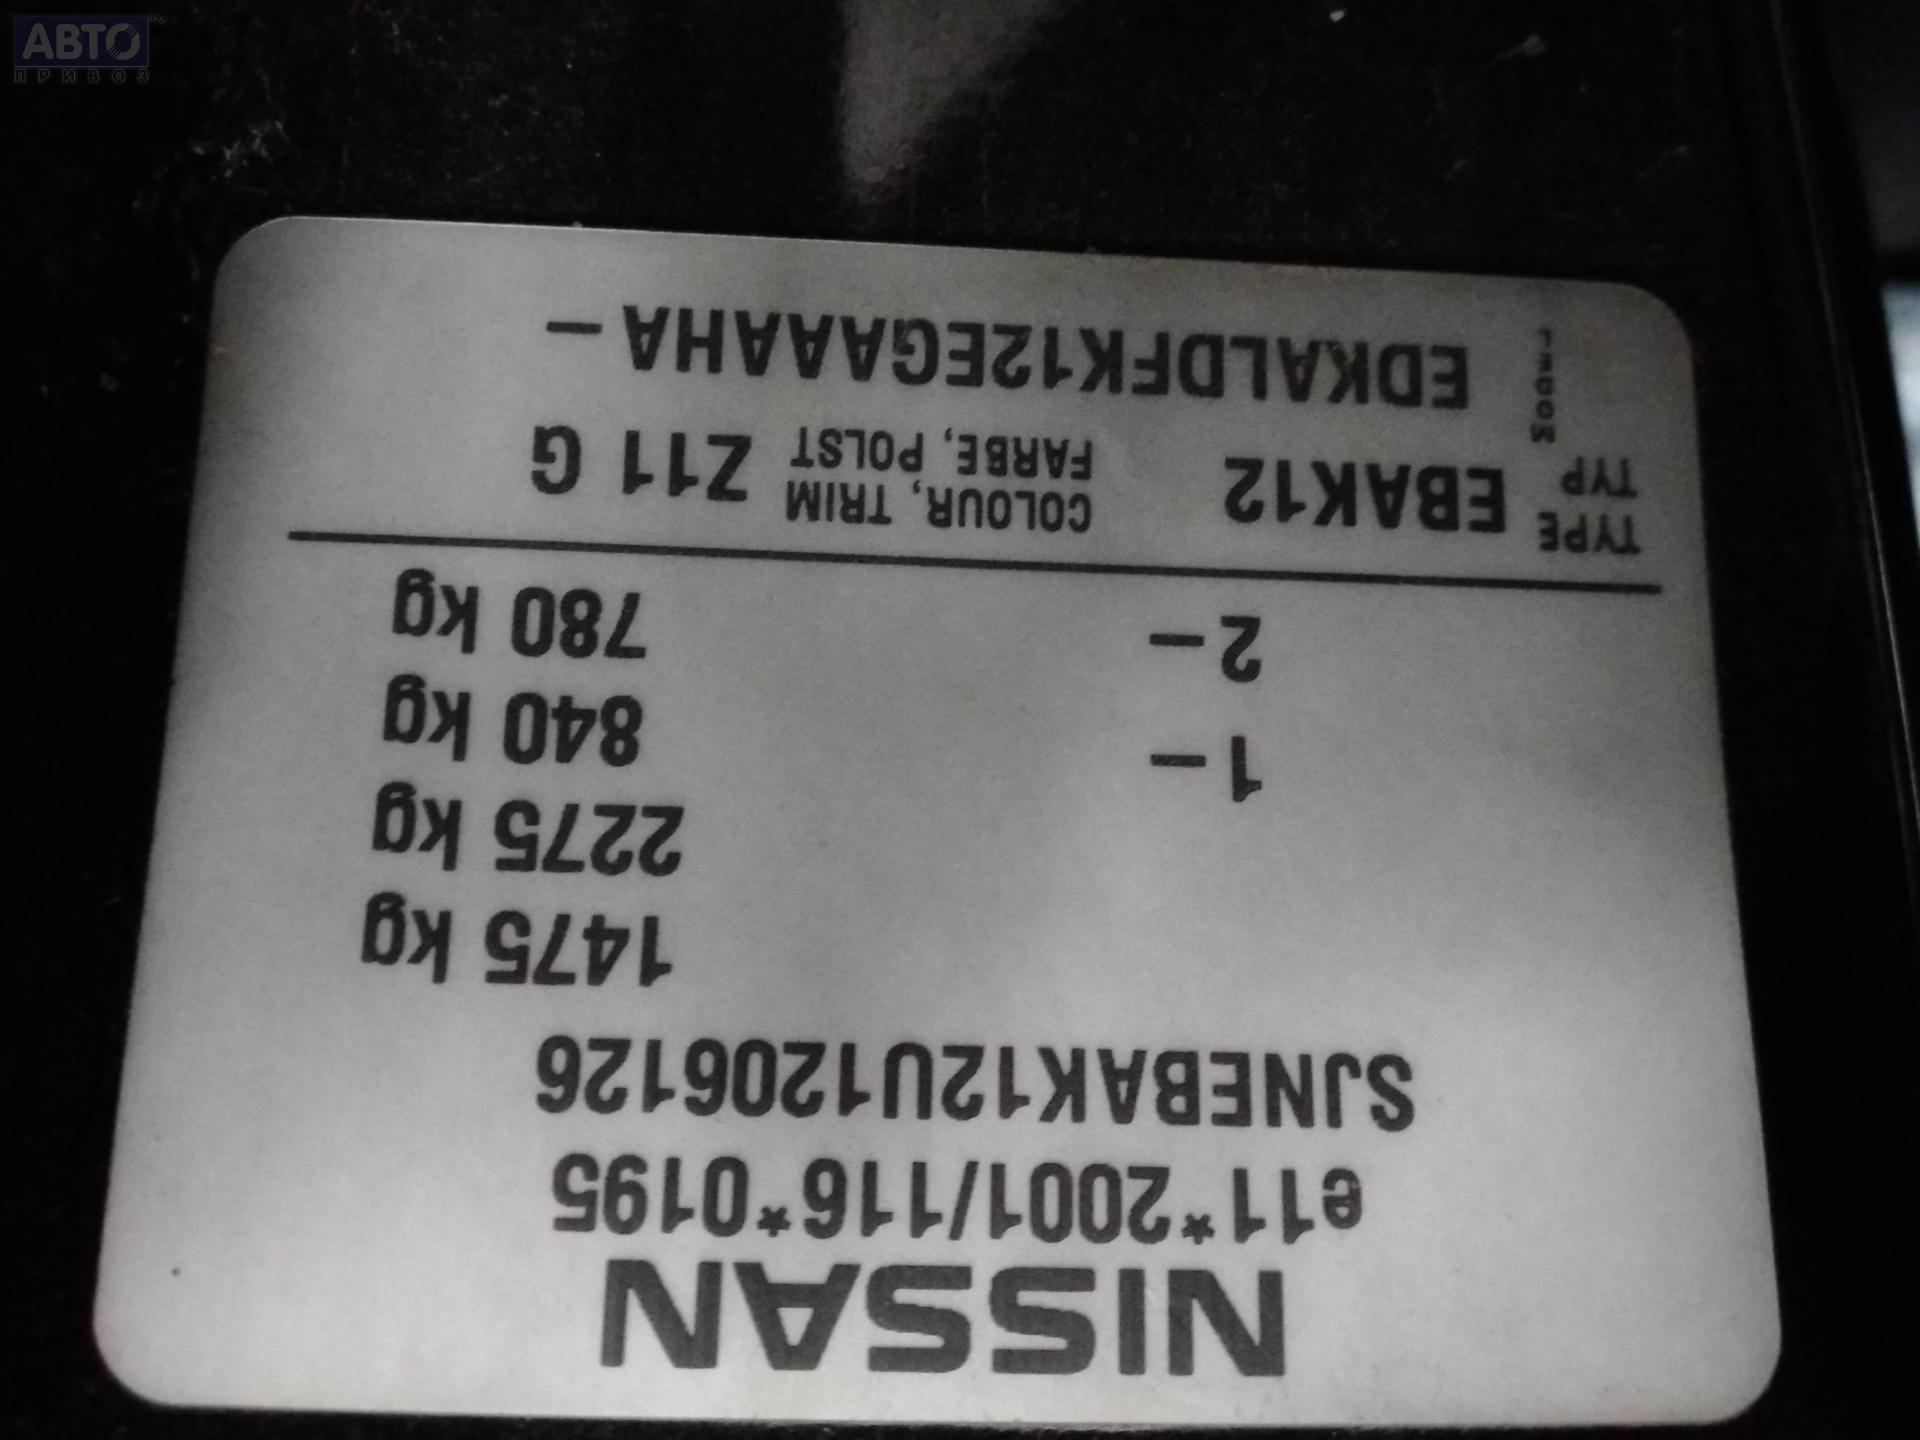 АВТО
ПРИВОЗ
NISSAN
e11*2001/116*0195
SJNEBAK12U1206126
1475 kg
2275 kg
1– 840 kg
2– 780 kg
TYPE
TYP EBAK12 COLOUR, TRIM
FARBE, POLST Z11 G
MODEL EDKALDFK12EGAAAHA –